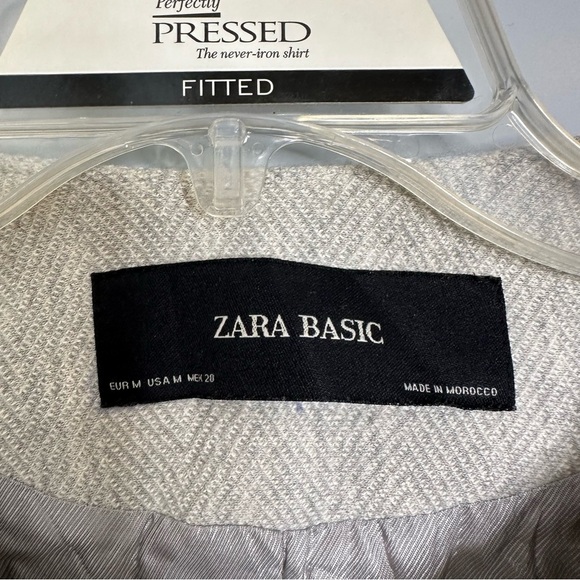 Perfectly
PRESSED
The never-iron shirt
FITTED
ZARA BASIC
EUR M USA M MEX 28
MADE IN MOROCCO